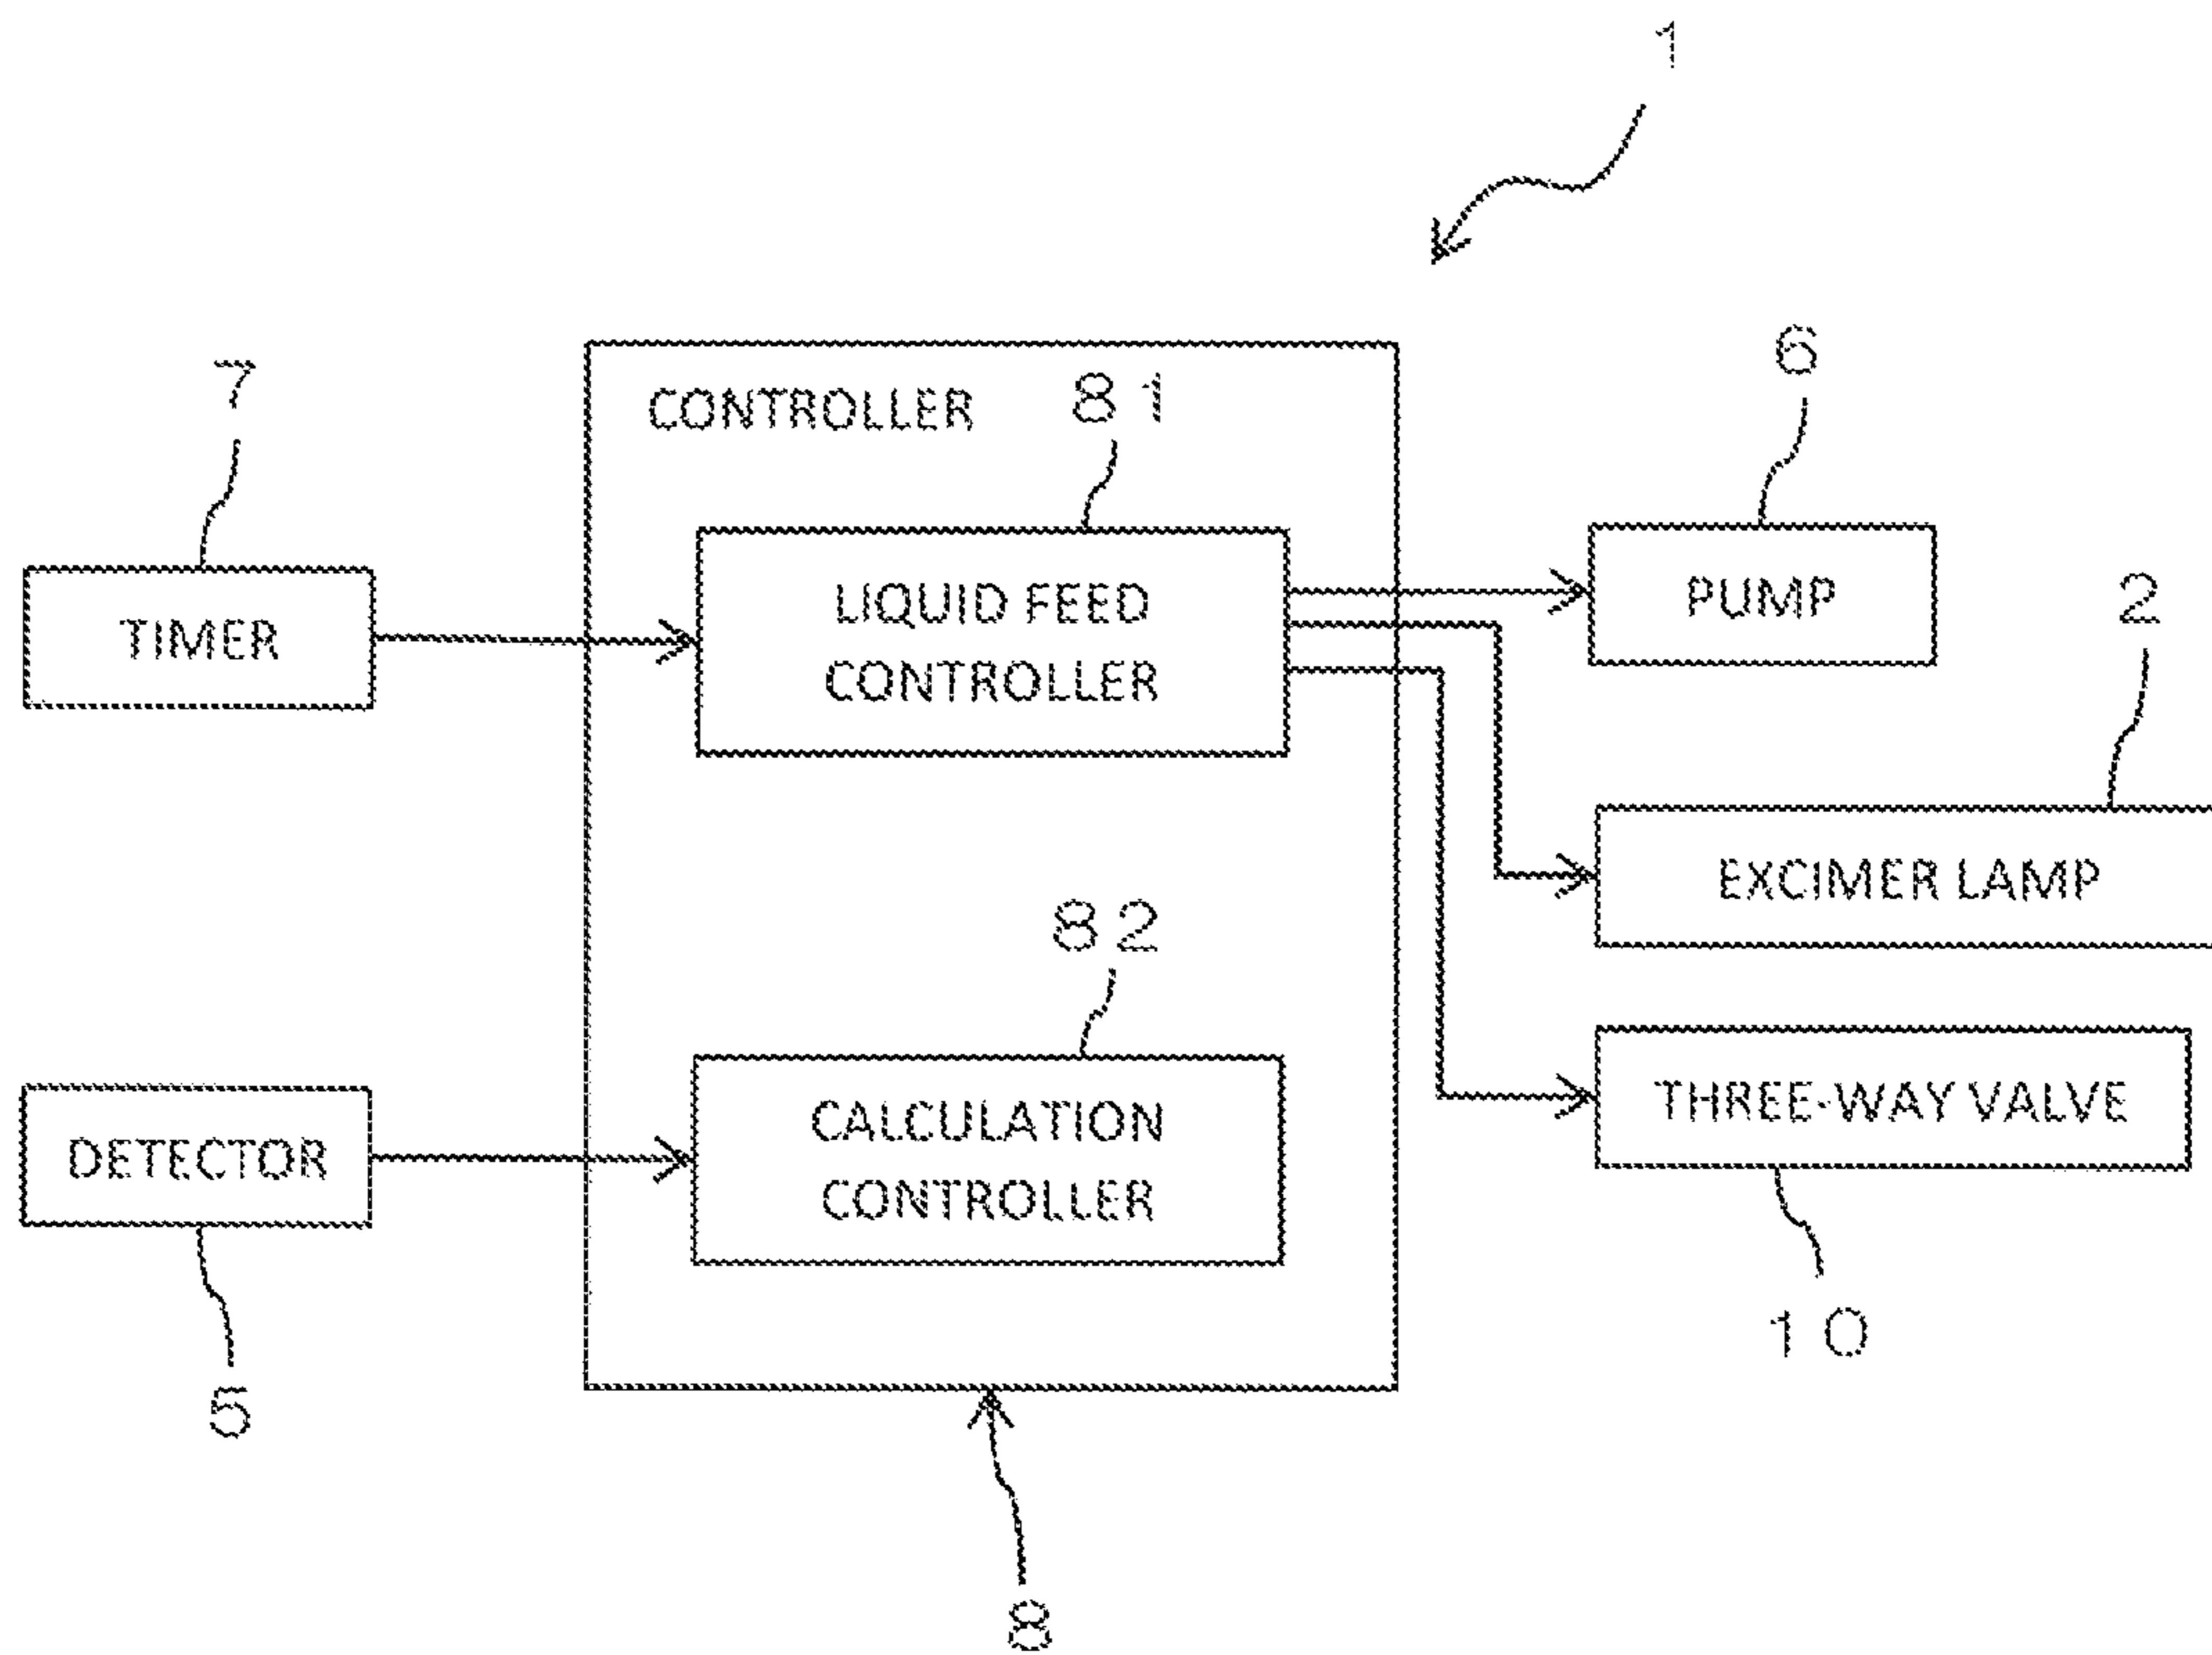 1
7
CONTROLLER
81
6
TIMER
LIQUID FEED
CONTROLLER
PUMP
2
EXCIMER LAMP
82
DETECTOR
CALCULATION
CONTROLLER
THREE-WAY VALVE
10
5
8